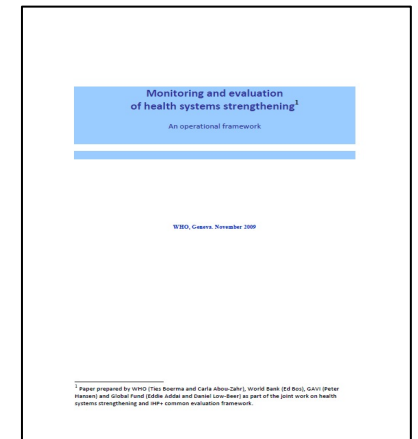 Monitoring and evaluation
of health systems strengthening¹
An operational framework
WHO, Geneva. November 2009
¹ Paper prepared by WHO (Ties Boerma and Carla Abou-Zahr), World Bank (Ed Bos), GAVI (Peter
Hansen) and Global Fund (Eddie Addai and Daniel Low-Beer) as part of the joint work on health
systems strengthening and IHP+ common evaluation framework.